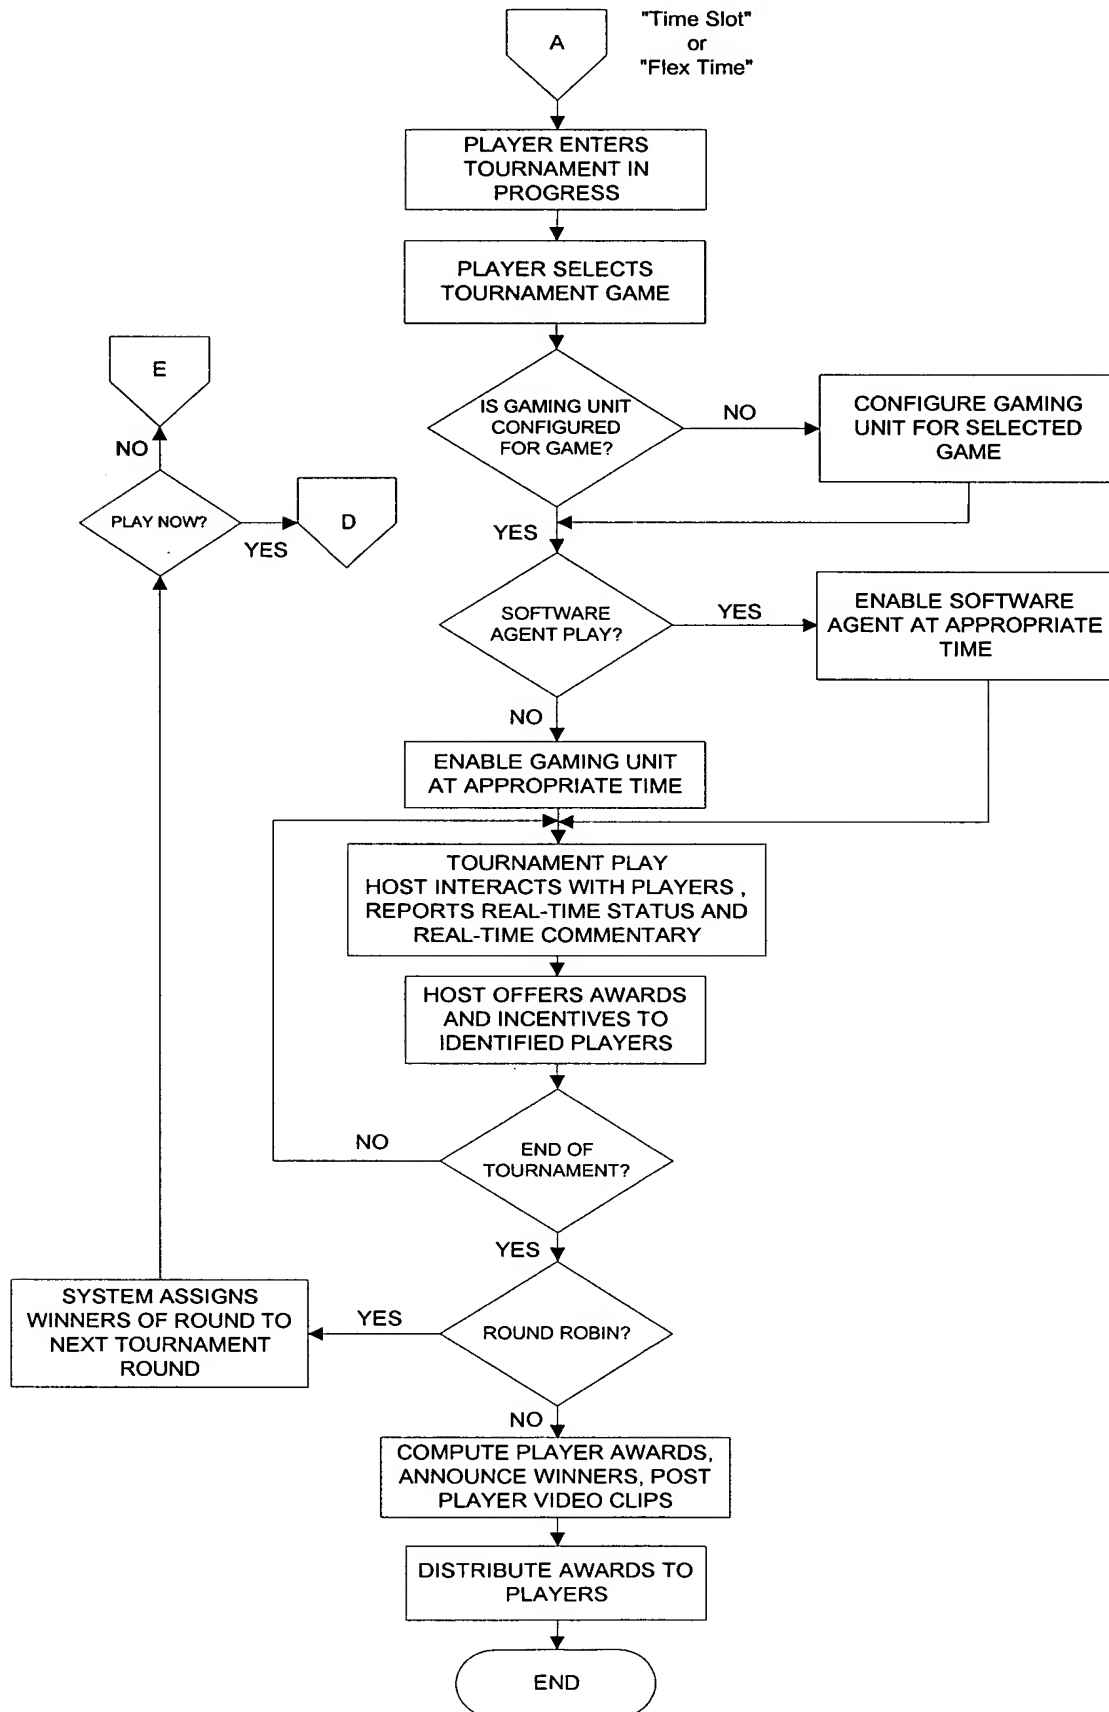 A
"Time Slot"
or
"Flex Time"
PLAYER ENTERS
TOURNAMENT IN
PROGRESS
PLAYER SELECTS
TOURNAMENT GAME
E
IS GAMING UNIT
CONFIGURED
FOR GAME?
NO
CONFIGURE GAMING
UNIT FOR SELECTED
GAME
NO
PLAY NOW?
YES
D
YES
SOFTWARE
AGENT PLAY?
YES
ENABLE SOFTWARE
AGENT AT APPROPRIATE
TIME
NO
ENABLE GAMING UNIT
AT APPROPRIATE TIME
TOURNAMENT PLAY
HOST INTERACTS WITH PLAYERS ,
REPORTS REAL-TIME STATUS AND
REAL-TIME COMMENTARY
HOST OFFERS AWARDS
AND INCENTIVES TO
IDENTIFIED PLAYERS
NO
END OF
TOURNAMENT?
YES
SYSTEM ASSIGNS
WINNERS OF ROUND TO
NEXT TOURNAMENT
ROUND
YES
ROUND ROBIN?
NO
COMPUTE PLAYER AWARDS,
ANNOUNCE WINNERS, POST
PLAYER VIDEO CLIPS
DISTRIBUTE AWARDS TO
PLAYERS
END